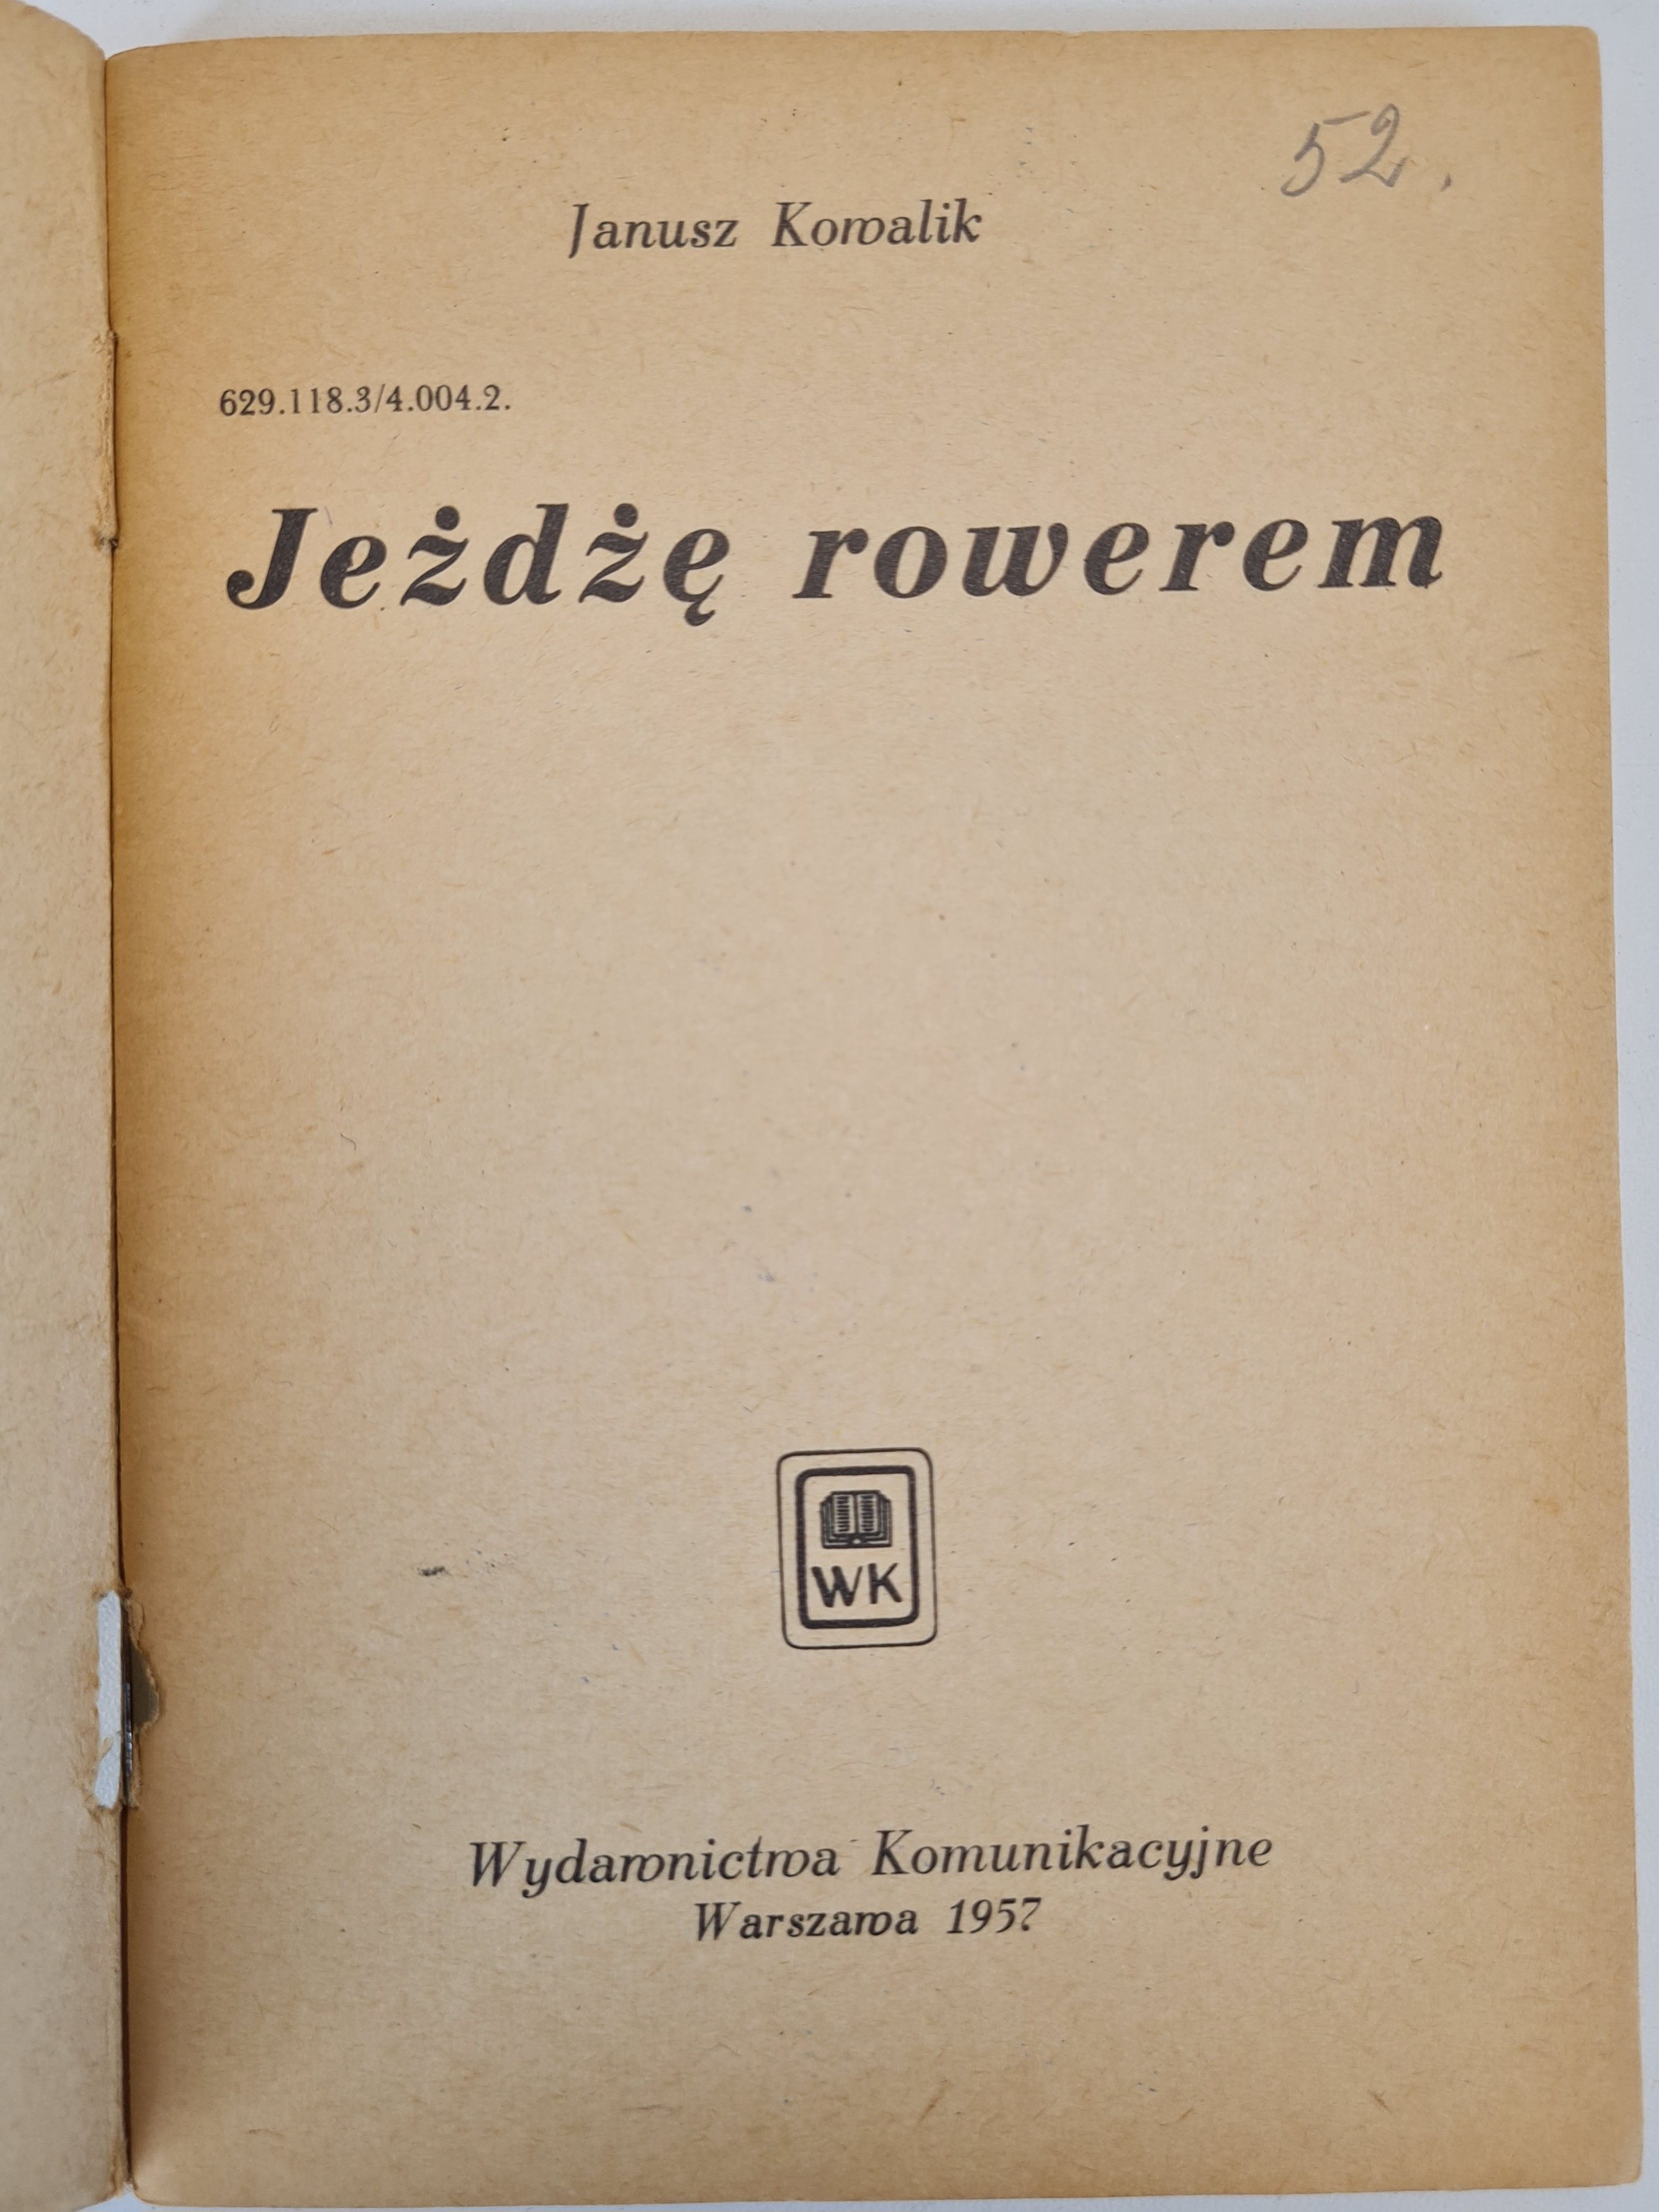 52.
Janusz Kowalik
629.118.3/4.004.2.
Jeżdżę rowerem
WK
Wydawnictwa Komunikacyjne
Warszawa 1957